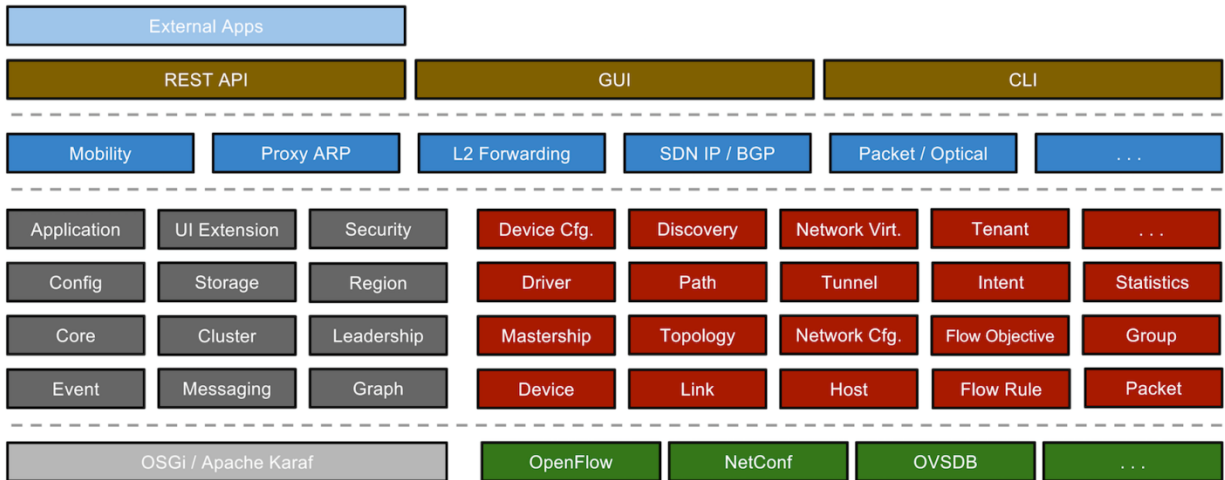 External Apps
REST API GUI CLI
Mobility Proxy ARP L2 Forwarding SDN IP / BGP Packet / Optical . . .
Application UI Extension Security Device Cfg. Discovery Network Virt. Tenant . . .
Config Storage Region Driver Path Tunnel Intent Statistics
Core Cluster Leadership Mastership Topology Network Cfg. Flow Objective Group
Event Messaging Graph Device Link Host Flow Rule Packet
OSGi / Apache Karaf OpenFlow NetConf OVSDB . . .